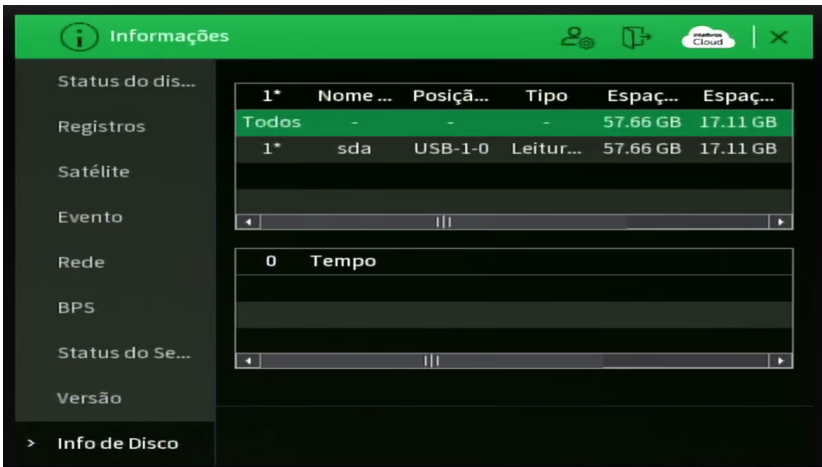 Informações
intelbras Cloud
Status do dis...
Registros
Satélite
Evento
Rede
BPS
Status do Se...
Versão
> Info de Disco
1* Nome ... Posiçã... Tipo Espaç... Espaç...
Todos - - - 57.66 GB 17.11 GB
1* sda USB-1-0 Leitur... 57.66 GB 17.11 GB
0 Tempo